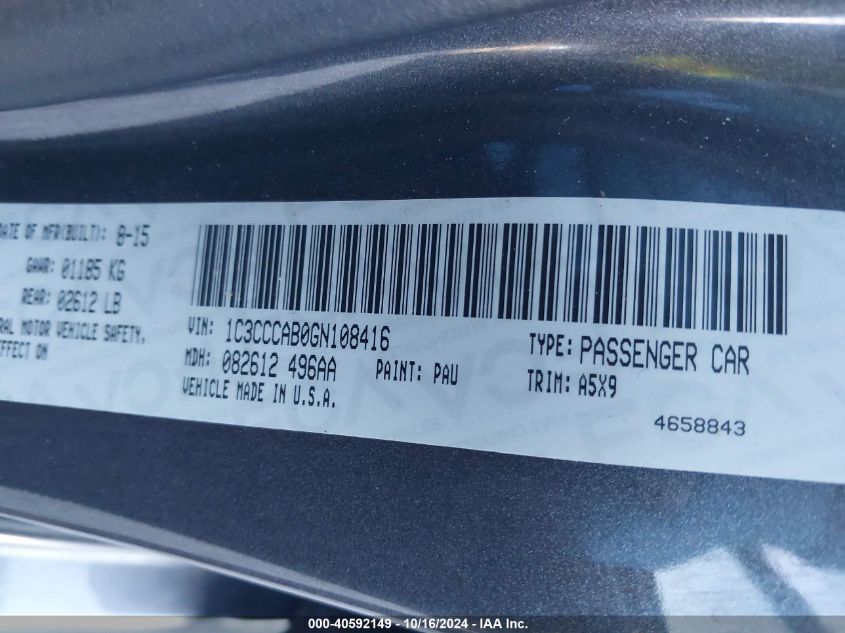 DATE OF MFR(BUILT): 8-15
GAWR: 01185 KG
REAR: 02612 LB
RAL MOTOR VEHICLE SAFETY,
EFFECT ON
VIN: 1C3CCCAB0GN108416
MDH: 082612 496AA PAINT: PAU
VEHICLE MADE IN U.S.A.
TYPE: PASSENGER CAR
TRIM: A5X9
4658843
000-40592149 - 10/16/2024 - IAA Inc.